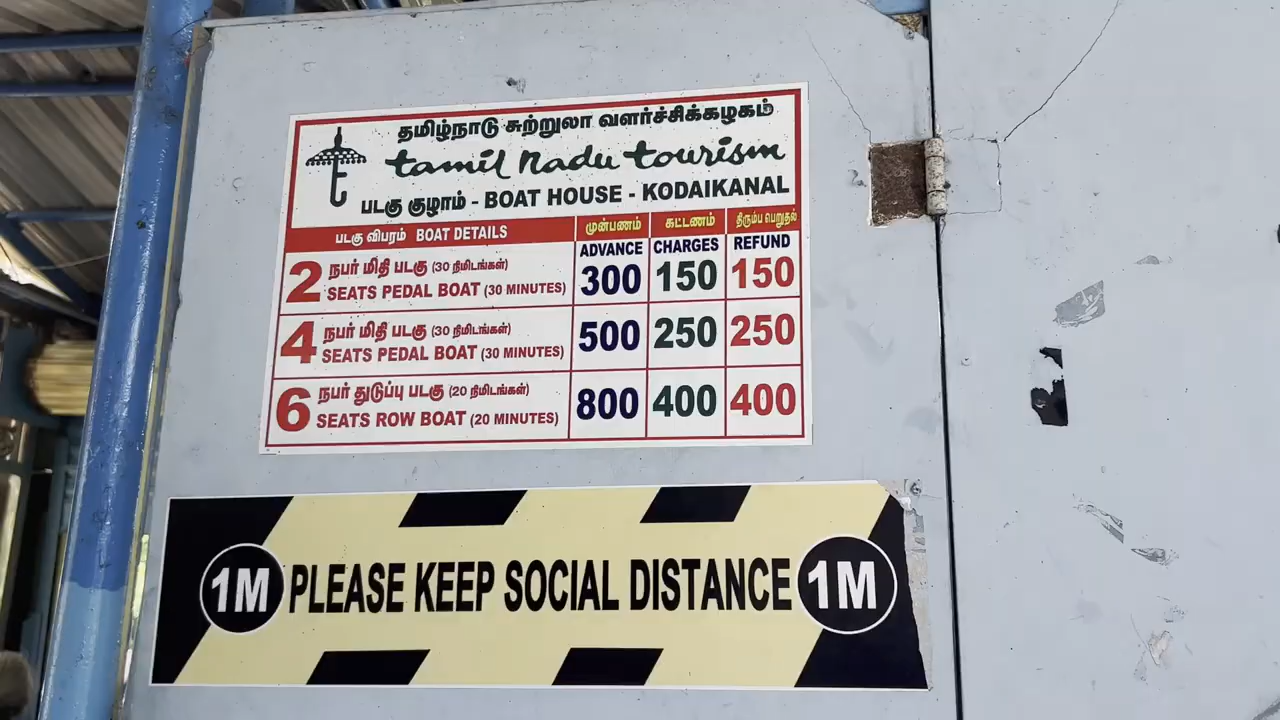 தமிழ்நாடு சுற்றுலா வளர்ச்சிக்கழகம்
tamil nadu tourism
படகு குழாம் - BOAT HOUSE - KODAIKANAL
படகு விபரம் BOAT DETAILS முன்பணம் கட்டணம் திரும்ப பெறுதல்
ADVANCE CHARGES REFUND
2 நபர் மிதி படகு (30 நிமிடங்கள்)
SEATS PEDAL BOAT (30 MINUTES) 300 150 150
4 நபர் மிதி படகு (30 நிமிடங்கள்)
SEATS PEDAL BOAT (30 MINUTES) 500 250 250
6 நபர் துடுப்பு படகு (20 நிமிடங்கள்)
SEATS ROW BOAT (20 MINUTES) 800 400 400
1M PLEASE KEEP SOCIAL DISTANCE 1M